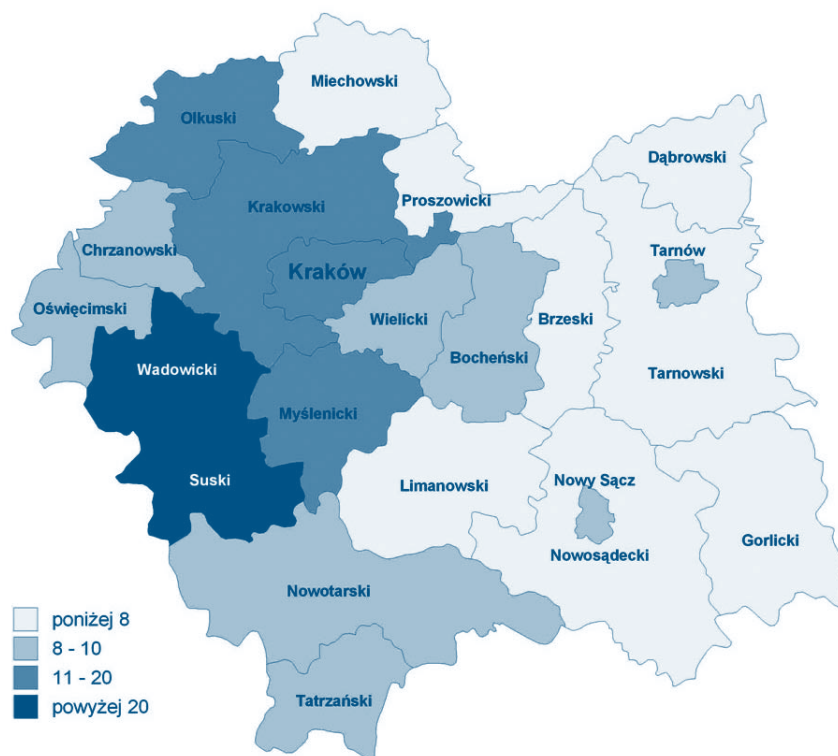 Miechowski
Olkuski
Dąbrowski
Proszowicki
Krakowski
Chrzanowski
Tarnów
Kraków
Oświęcimski
Wielicki
Brzeski
Bocheński
Wadowicki
Tarnowski
Myślenicki
Suski
Nowy Sącz
Limanowski
Gorlicki
Nowosądecki
Nowotarski
Tatrzański
poniżej 8
8 - 10
11 - 20
powyżej 20